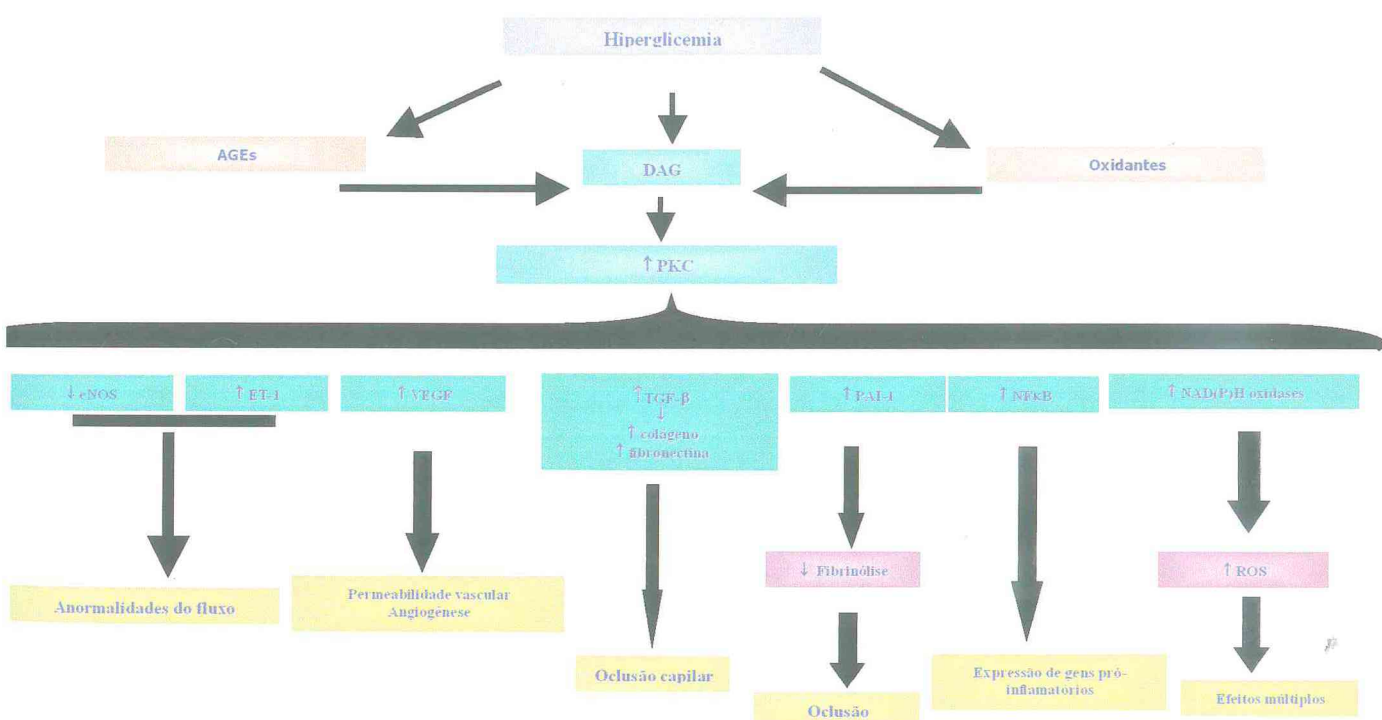 Hiperglicemia
AGEs
DAG
Oxidantes
↑ PKC
↓ eNOS
↑ ET-1
↑ VEGF
↑ TGF-β
↓
↑ colágeno
↑ fibronectina
↑ PAI-1
↑ NFκB
↑ NAD(P)H oxidases
↓ Fibrinólise
↑ ROS
Anormalidades do fluxo
Permeabilidade vascular
Angiogênese
Oclusão capilar
Oclusão
Expressão de gens pró-
inflamatórios
Efeitos múltiplos